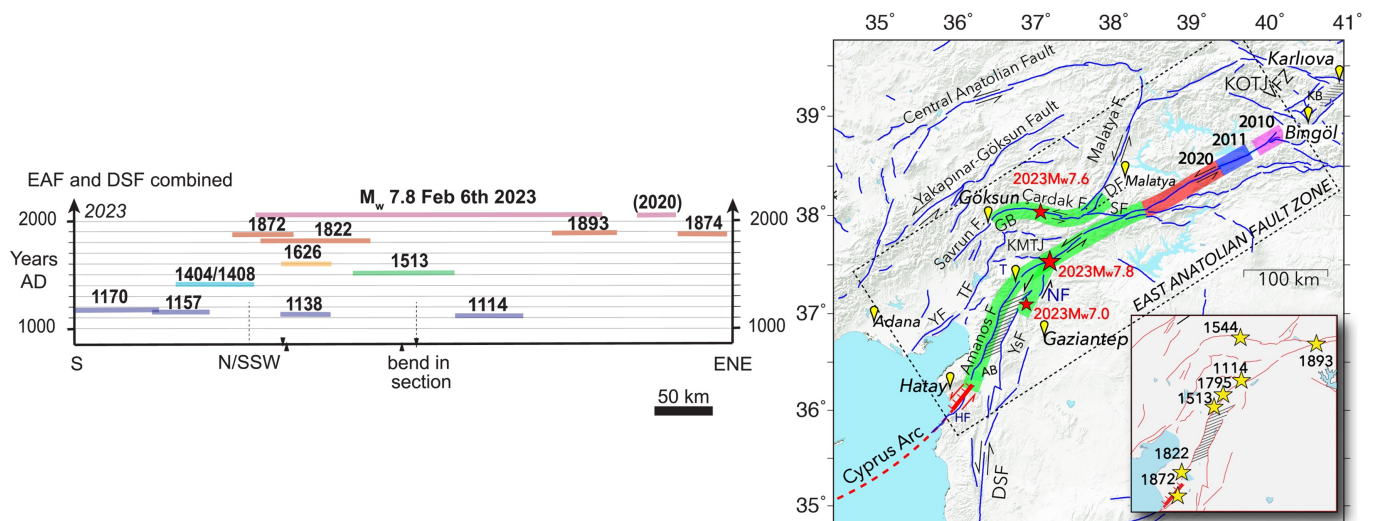 EAF and DSF combined
2000
2023
Mw 7.8 Feb 6th 2023
(2020)
2000
1872
1822
1893
1874
Years
AD
1626
1513
1404/1408
1170
1157
1138
1114
1000
1000
S
N/SSW
bend in
section
ENE
50 km
35°
36°
37°
38°
39°
40°
41°
39°
38°
37°
36°
35°
Central Anatolian Fault
Yakapınar-Göksun Fault
Malatya F.
Karlıova
KOTJ
VFZ
KB
Bingöl
2010
2011
2020
2023Mw7.6
Malatya
Göksun
Cardak F.
DF
SF
GB
Savrun F.
KMTJ
T
2023Mw7.8
TF
NF
2023Mw7.0
YF
Adana
Amanos F.
YsF
Gaziantep
EAST ANATOLIAN FAULT ZONE
100 km
Hatay
AB
HF
Cyprus Arc
DSF
1544
1893
1114
1795
1513
1822
1872